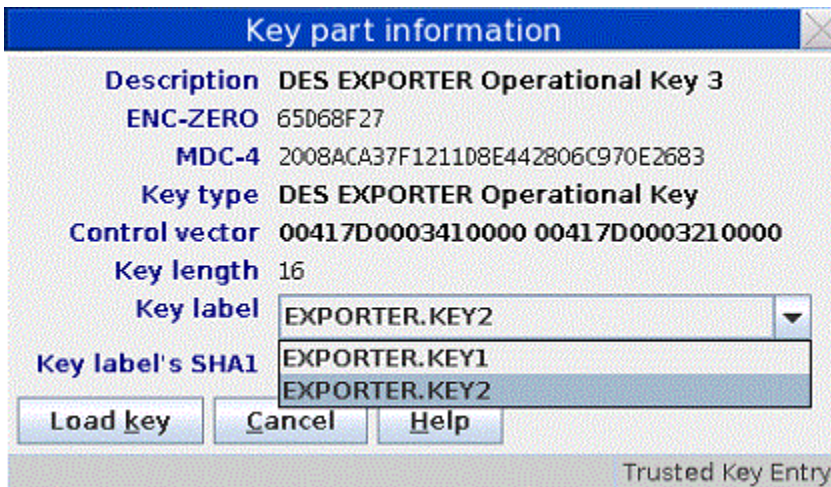 Key part information
Description DES EXPORTER Operational Key 3
ENC-ZERO 65D68F27
MDC-4 2008ACA37F1211D8E442806C970E2683
Key type DES EXPORTER Operational Key
Control vector 00417D0003410000 00417D0003210000
Key length 16
Key label EXPORTER.KEY2
Key label's SHA1 EXPORTER.KEY1
EXPORTER.KEY2
Load key Cancel Help
Trusted Key Entry